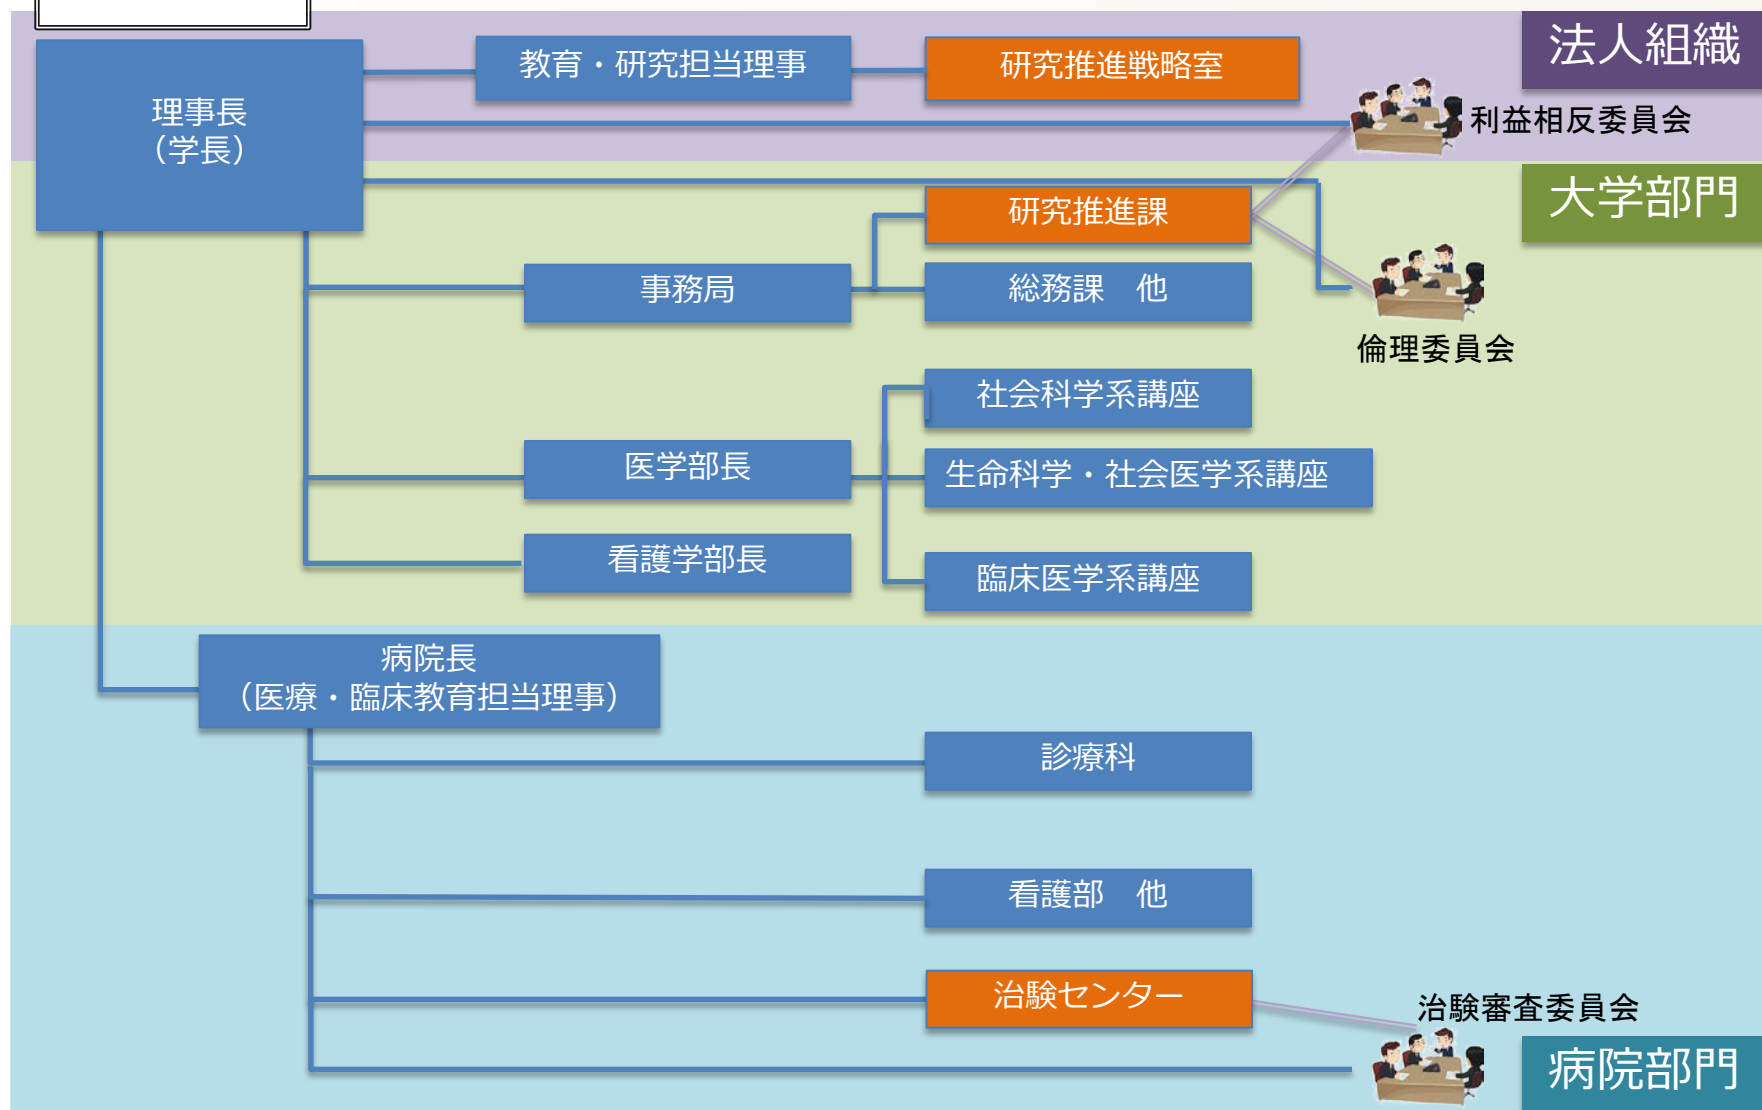 法人組織
教育・研究担当理事
研究推進戦略室
理事長
（学長）
利益相反委員会
大学部門
研究推進課
事務局
総務課　他
倫理委員会
社会科学系講座
医学部長
生命科学・社会医学系講座
看護学部長
臨床医学系講座
病院長
（医療・臨床教育担当理事）
診療科
看護部　他
治験センター
治験審査委員会
病院部門